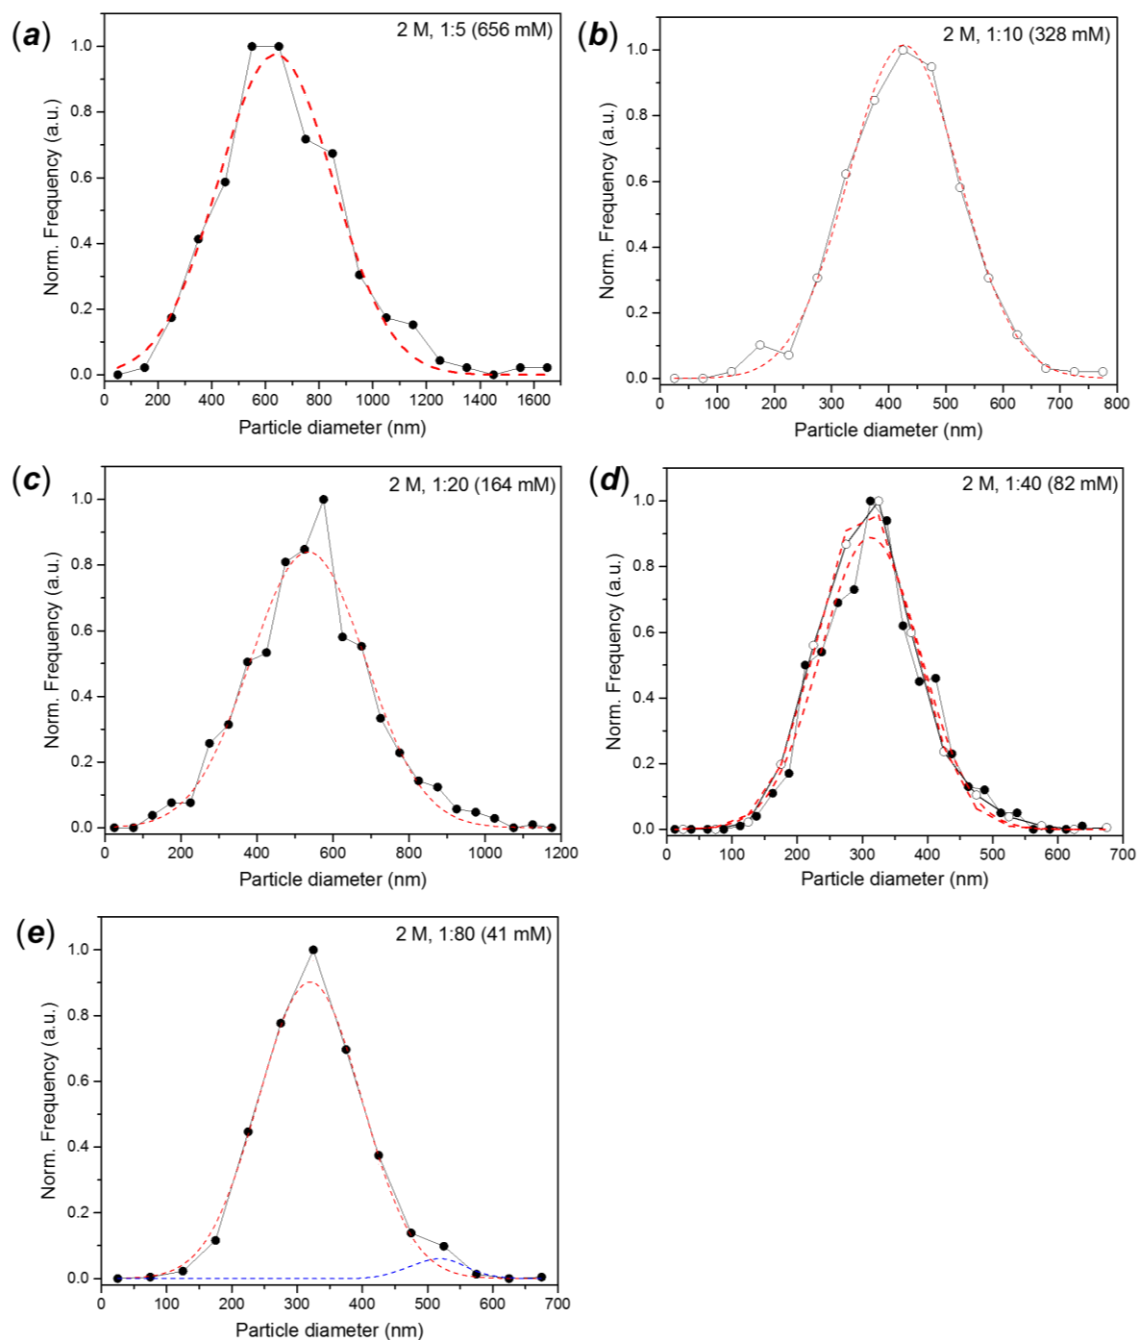 (a)
2 M, 1:5 (656 mM)
1.0
0.8
0.6
0.4
0.2
0.0
Norm. Frequency (a.u.)
0 200 400 600 800 1000 1200 1400 1600
Particle diameter (nm)
(b)
2 M, 1:10 (328 mM)
1.0
0.8
0.6
0.4
0.2
0.0
Norm. Frequency (a.u.)
0 100 200 300 400 500 600 700 800
Particle diameter (nm)
(c)
2 M, 1:20 (164 mM)
1.0
0.8
0.6
0.4
0.2
0.0
Norm. Frequency (a.u.)
0 200 400 600 800 1000 1200
Particle diameter (nm)
(d)
2 M, 1:40 (82 mM)
1.0
0.8
0.6
0.4
0.2
0.0
Norm. Frequency (a.u.)
0 100 200 300 400 500 600 700
Particle diameter (nm)
(e)
2 M, 1:80 (41 mM)
1.0
0.8
0.6
0.4
0.2
0.0
Norm. Frequency (a.u.)
0 100 200 300 400 500 600 700
Particle diameter (nm)